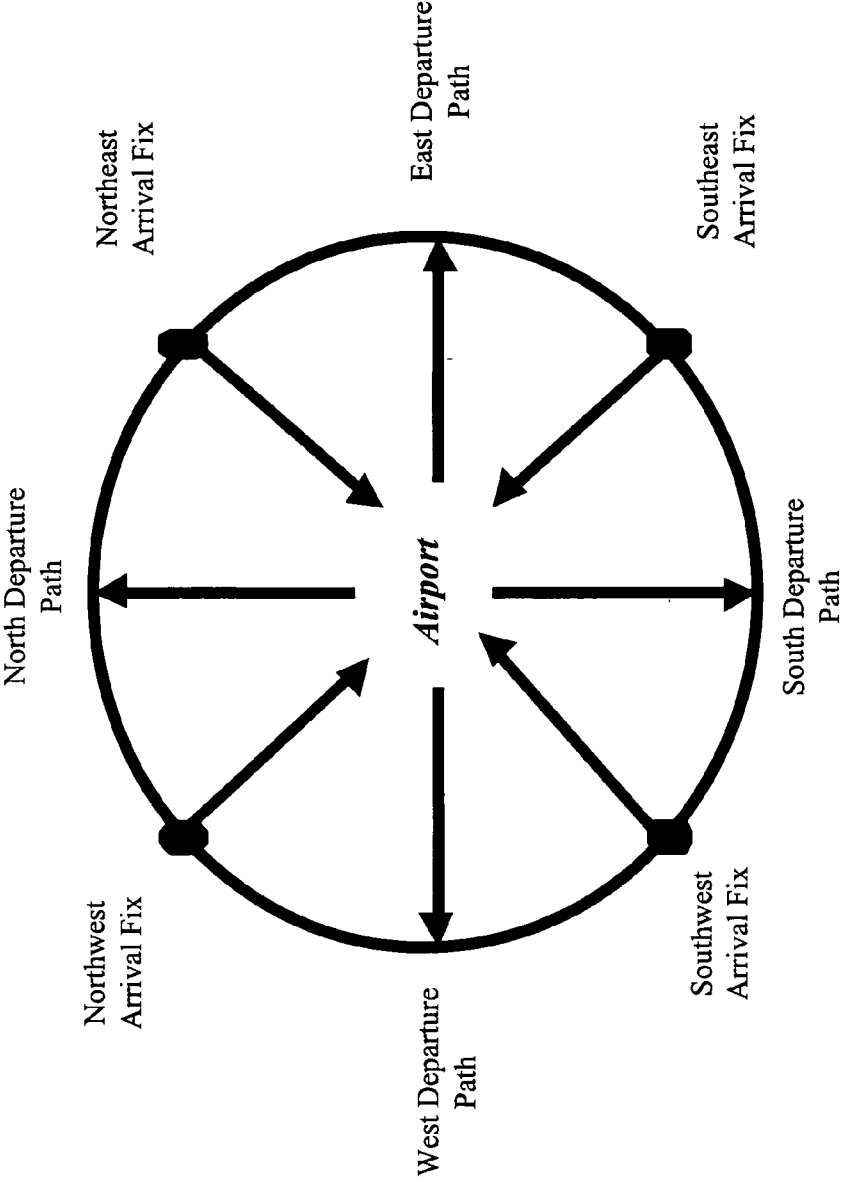 North Departure
Path
Northwest
Arrival Fix
Northeast
Arrival Fix
West Departure
Path
Airport
East Departure
Path
Southwest
Arrival Fix
Southeast
Arrival Fix
South Departure
Path